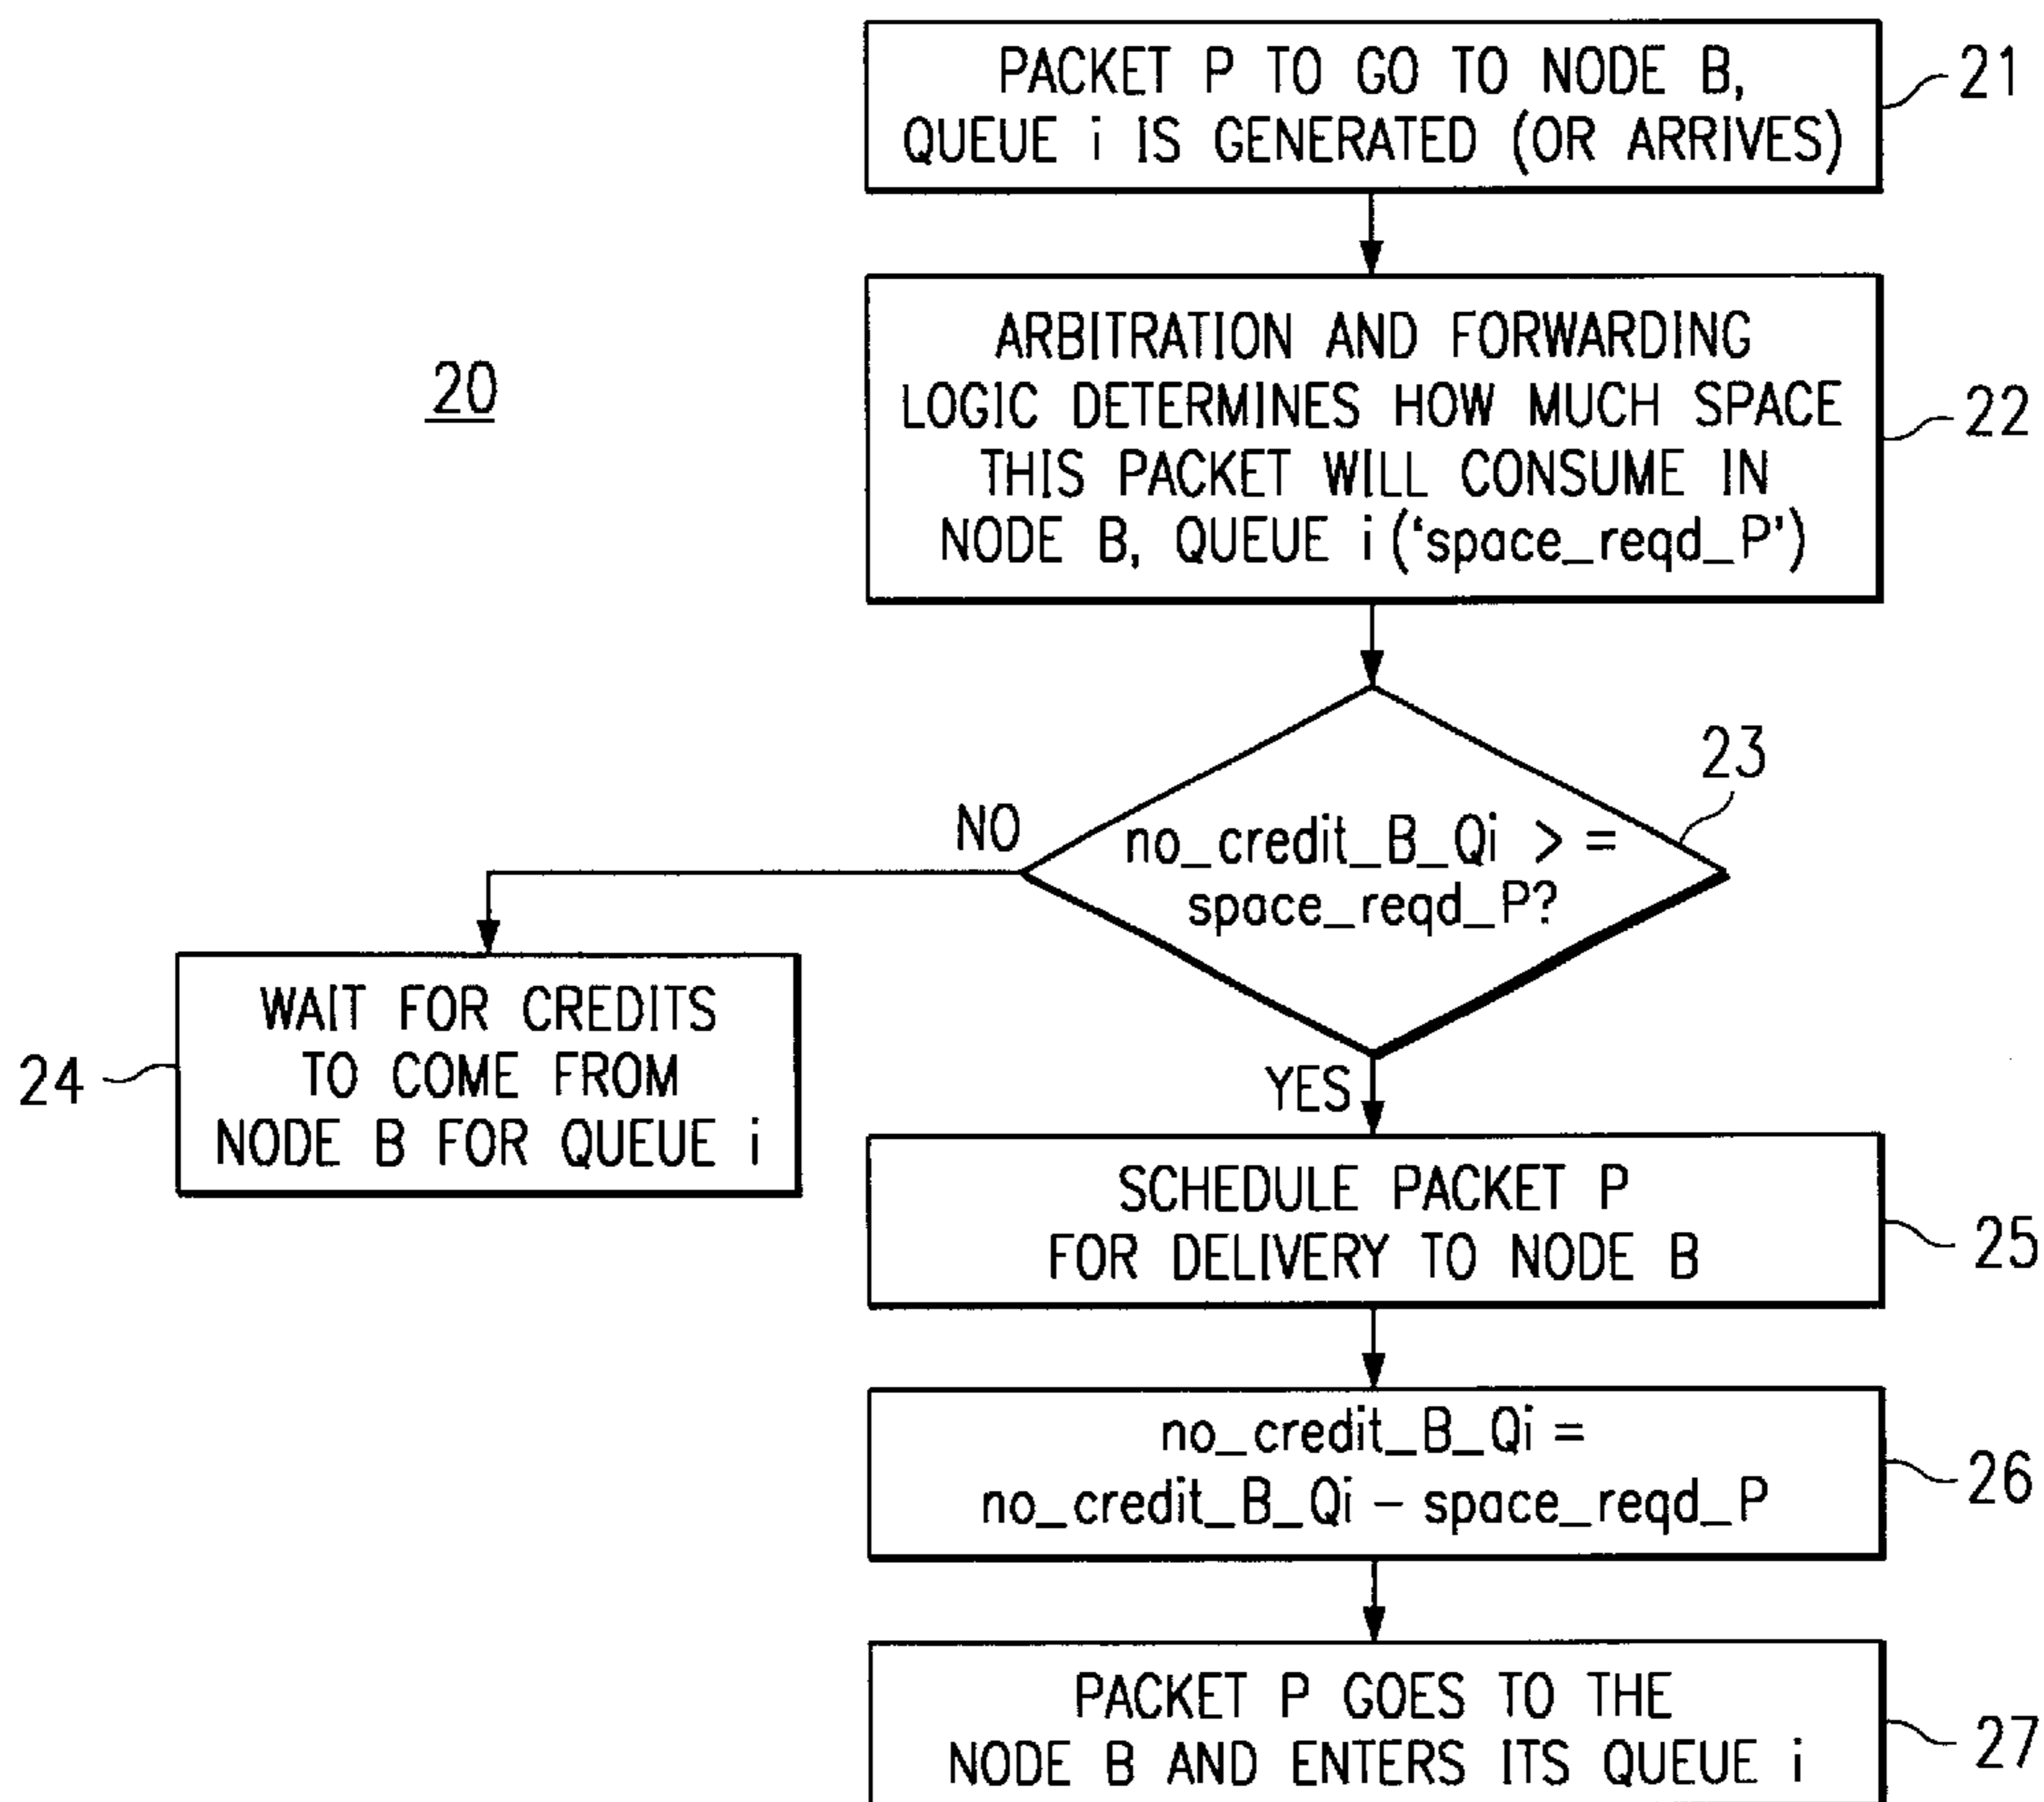 PACKET P TO GO TO NODE B,
QUEUE i IS GENERATED (OR ARRIVES)
21
20
ARBITRATION AND FORWARDING
LOGIC DETERMINES HOW MUCH SPACE
THIS PACKET WILL CONSUME IN
NODE B, QUEUE i ('space_reqd_P')
22
23
NO
no_credit_B_Qi > =
space_reqd_P?
24
WAIT FOR CREDITS
TO COME FROM
NODE B FOR QUEUE i
YES
SCHEDULE PACKET P
FOR DELIVERY TO NODE B
25
no_credit_B_Qi =
no_credit_B_Qi – space_reqd_P
26
PACKET P GOES TO THE
NODE B AND ENTERS ITS QUEUE i
27